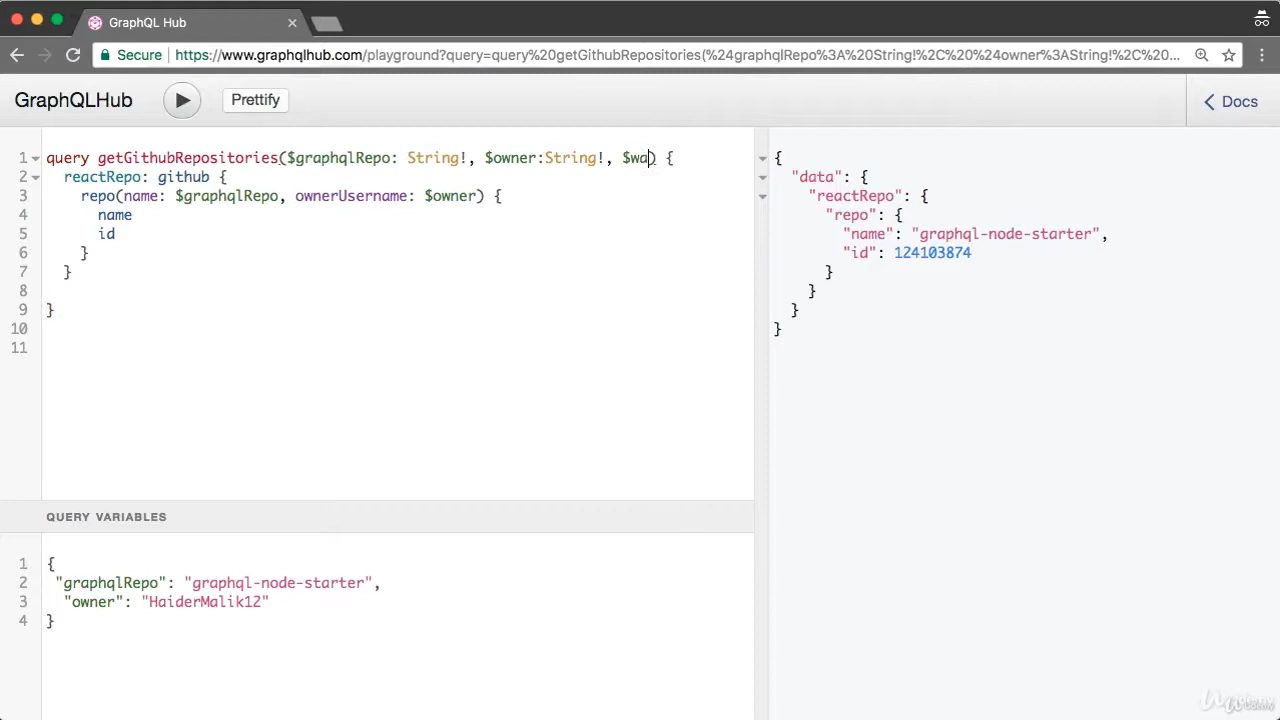 GraphQL Hub
Secure https://www.graphqlhub.com/playground?query=query%20getGithubRepositories(%24graphqlRepo%3A%20String!%2C%20%24owner%3AString!%2C%20...
GraphQLHub
Prettify
Docs
1 query getGithubRepositories($graphqlRepo: String!, $owner:String!, $wa) {
2 reactRepo: github {
3 repo(name: $graphqlRepo, ownerUsername: $owner) {
4 name
5 id
6 }
7 }
8
9 }
10
11
{
"data": {
"reactRepo": {
"repo": {
"name": "graphql-node-starter",
"id": 124103874
}
}
}
}
QUERY VARIABLES
1 {
2 "graphqlRepo": "graphql-node-starter",
3 "owner": "HaiderMalik12"
4 }
Udemy